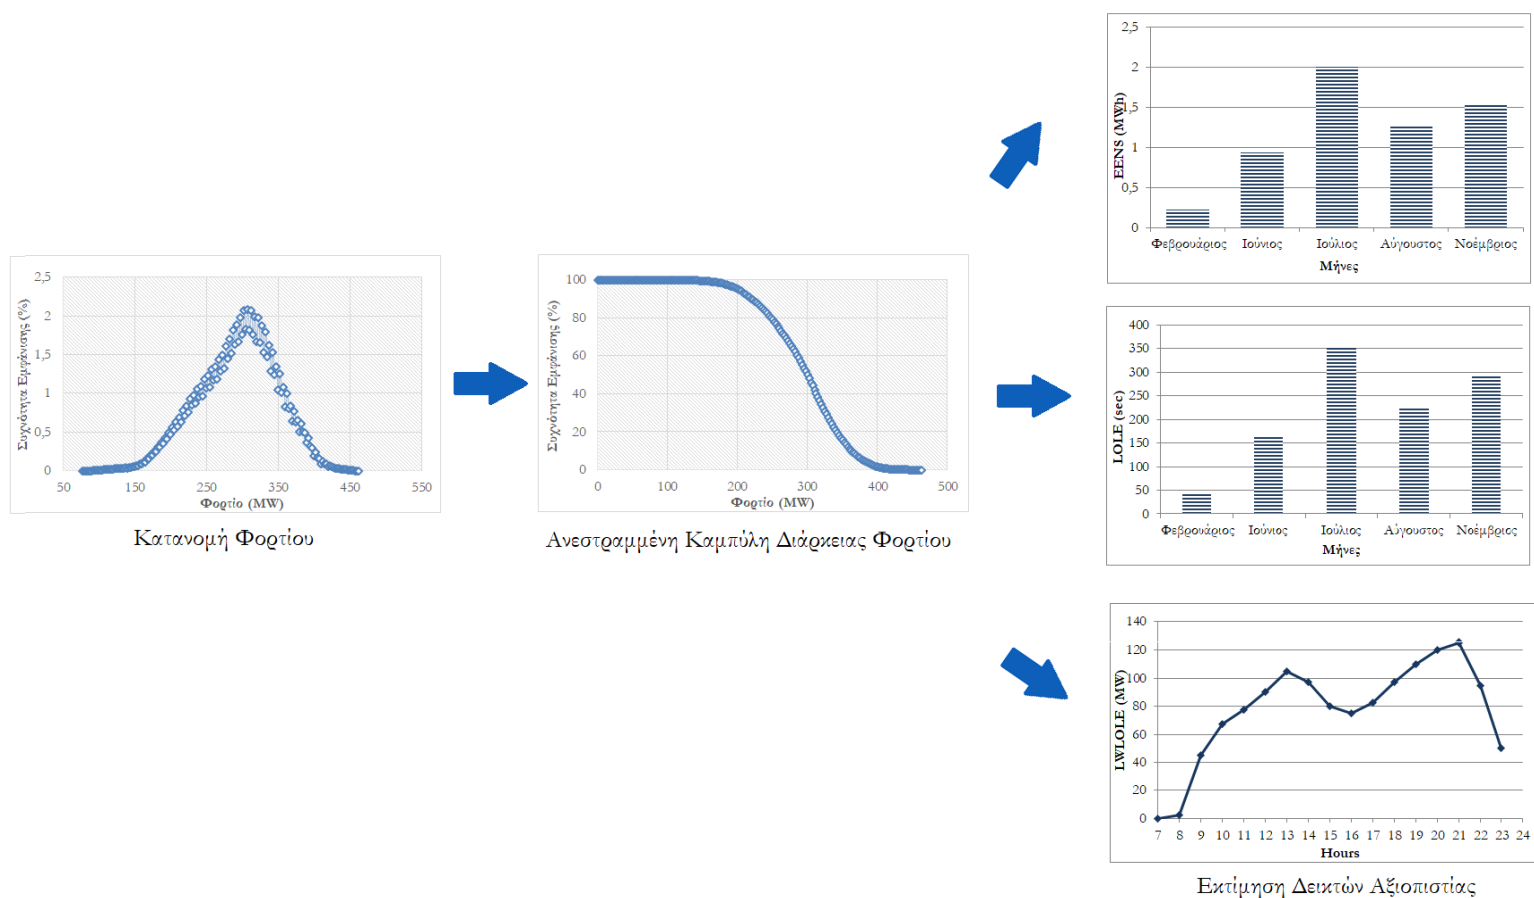 2,5
2
1,5
1
0,5
0
EENS (MWh)
Φεβρουάριος Ιούνιος Ιούλιος Αύγουστος Νοέμβριος
Μήνες
2,5
2
1,5
1
0,5
0
Συχνότητα Εμφάνισης (%)
50 150 250 350 450 550
Φορτίο (MW)
Κατανομή Φορτίου
100
80
60
40
20
0
Συχνότητα Εμφάνισης (%)
0 100 200 300 400 500
Φορτίο (MW)
Ανεστραμμένη Καμπύλη Διάρκειας Φορτίου
400
350
300
250
200
150
100
50
0
LOLE (sec)
Φεβρουάριος Ιούνιος Ιούλιος Αύγουστος Νοέμβριος
Μήνες
140
120
100
80
60
40
20
0
LWLOLE (MW)
7 8 9 10 11 12 13 14 15 16 17 18 19 20 21 22 23 24
Hours
Εκτίμηση Δεικτών Αξιοπιστίας